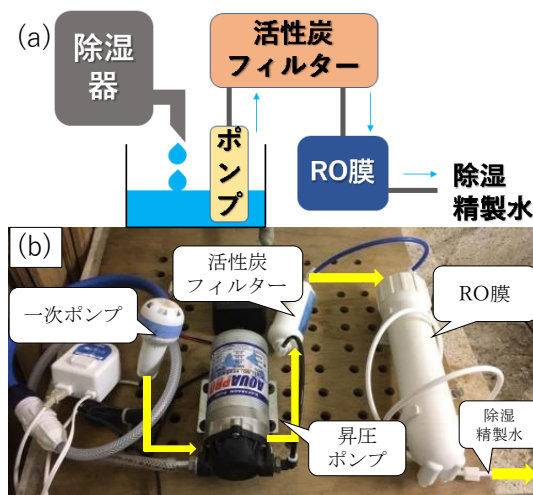 (a)
除湿
器
活性炭
フィルター
ポンプ
RO膜
除湿
精製水
(b)
活性炭
フィルター
一次ポンプ
RO膜
AQUAPRO
昇圧
ポンプ
除湿
精製水